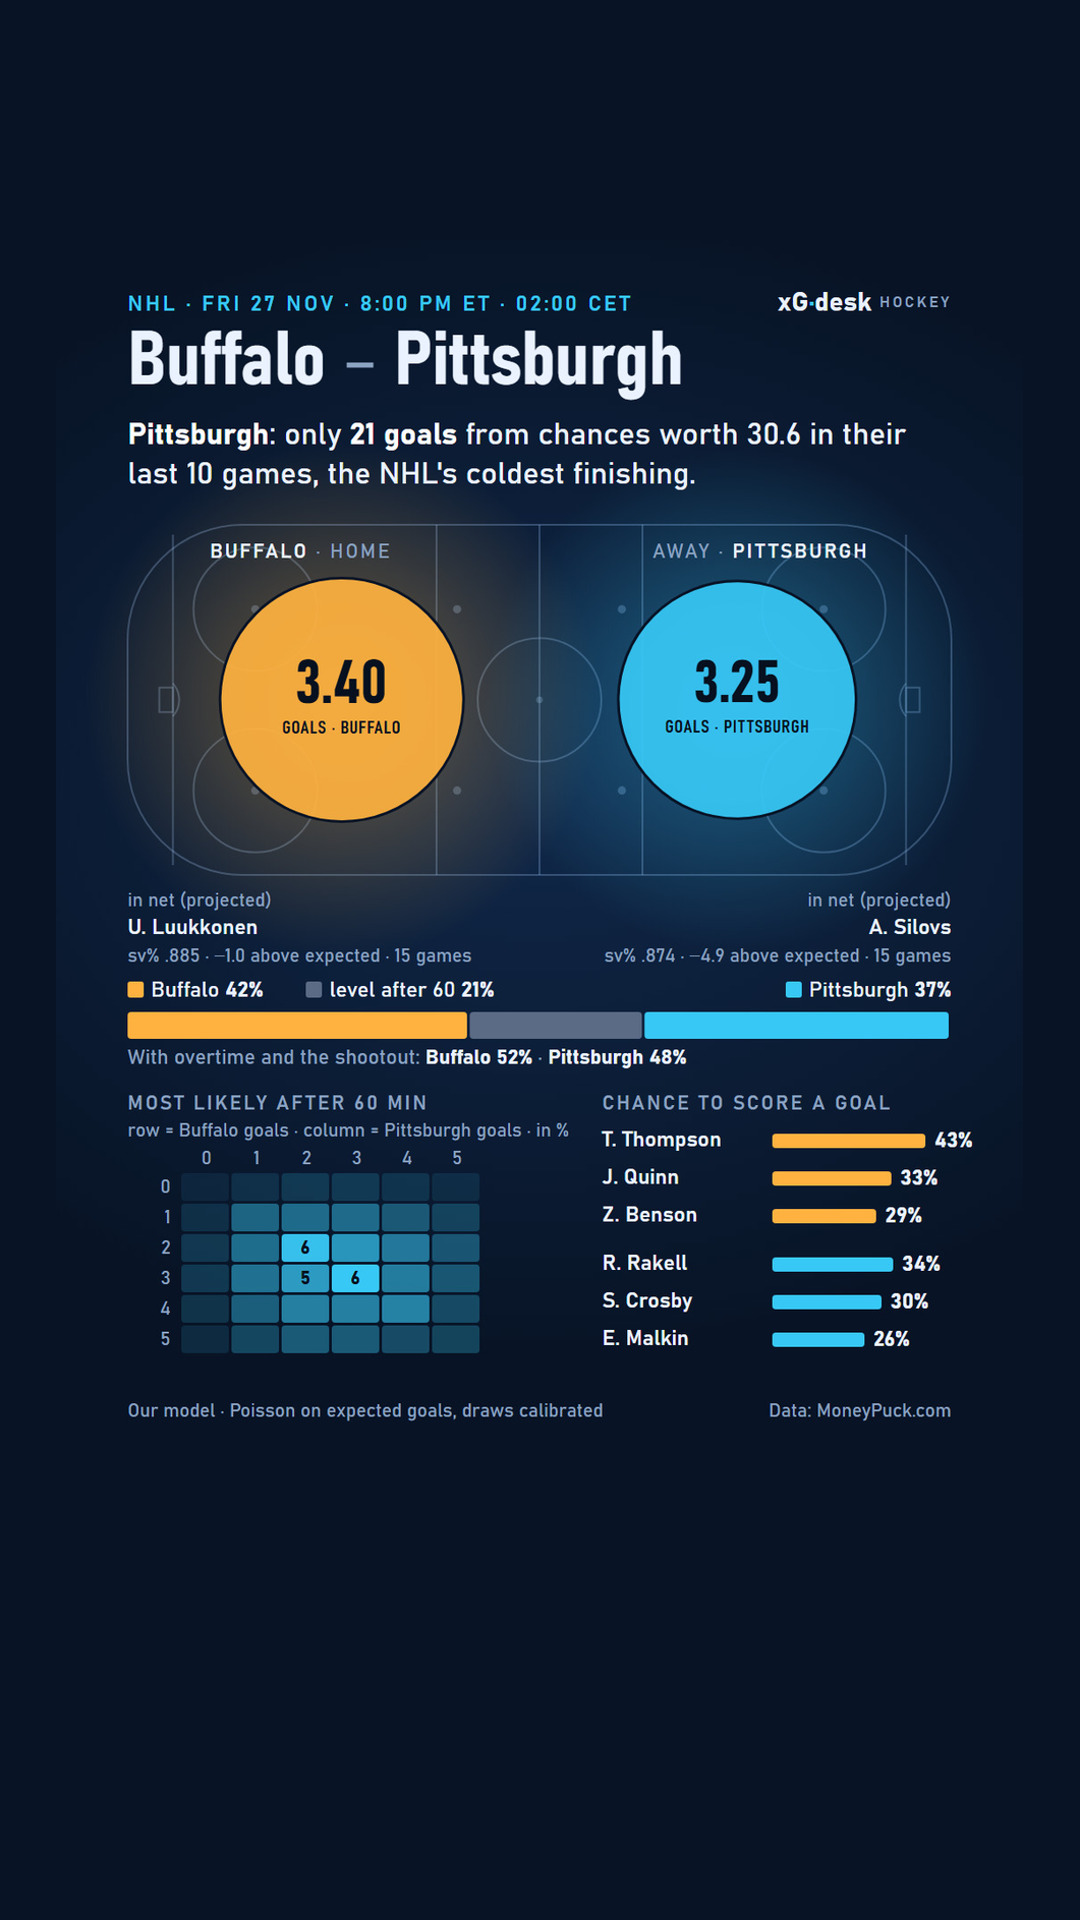 NHL · FRI 27 NOV · 8:00 PM ET · 02:00 CET
xG·desk HOCKEY
Buffalo – Pittsburgh
Pittsburgh: only 21 goals from chances worth 30.6 in their
last 10 games, the NHL's coldest finishing.
BUFFALO · HOME
AWAY · PITTSBURGH
3.40
GOALS · BUFFALO
3.25
GOALS · PITTSBURGH
in net (projected)
U. Luukkonen
sv% .885 · −1.0 above expected · 15 games
in net (projected)
A. Silovs
sv% .874 · −4.9 above expected · 15 games
Buffalo 42%
level after 60 21%
Pittsburgh 37%
With overtime and the shootout: Buffalo 52% · Pittsburgh 48%
MOST LIKELY AFTER 60 MIN
row = Buffalo goals · column = Pittsburgh goals · in %
0 1 2 3 4 5
0
1
2 6
3 5 6
4
5
CHANCE TO SCORE A GOAL
T. Thompson 43%
J. Quinn 33%
Z. Benson 29%
R. Rakell 34%
S. Crosby 30%
E. Malkin 26%
Our model · Poisson on expected goals, draws calibrated
Data: MoneyPuck.com